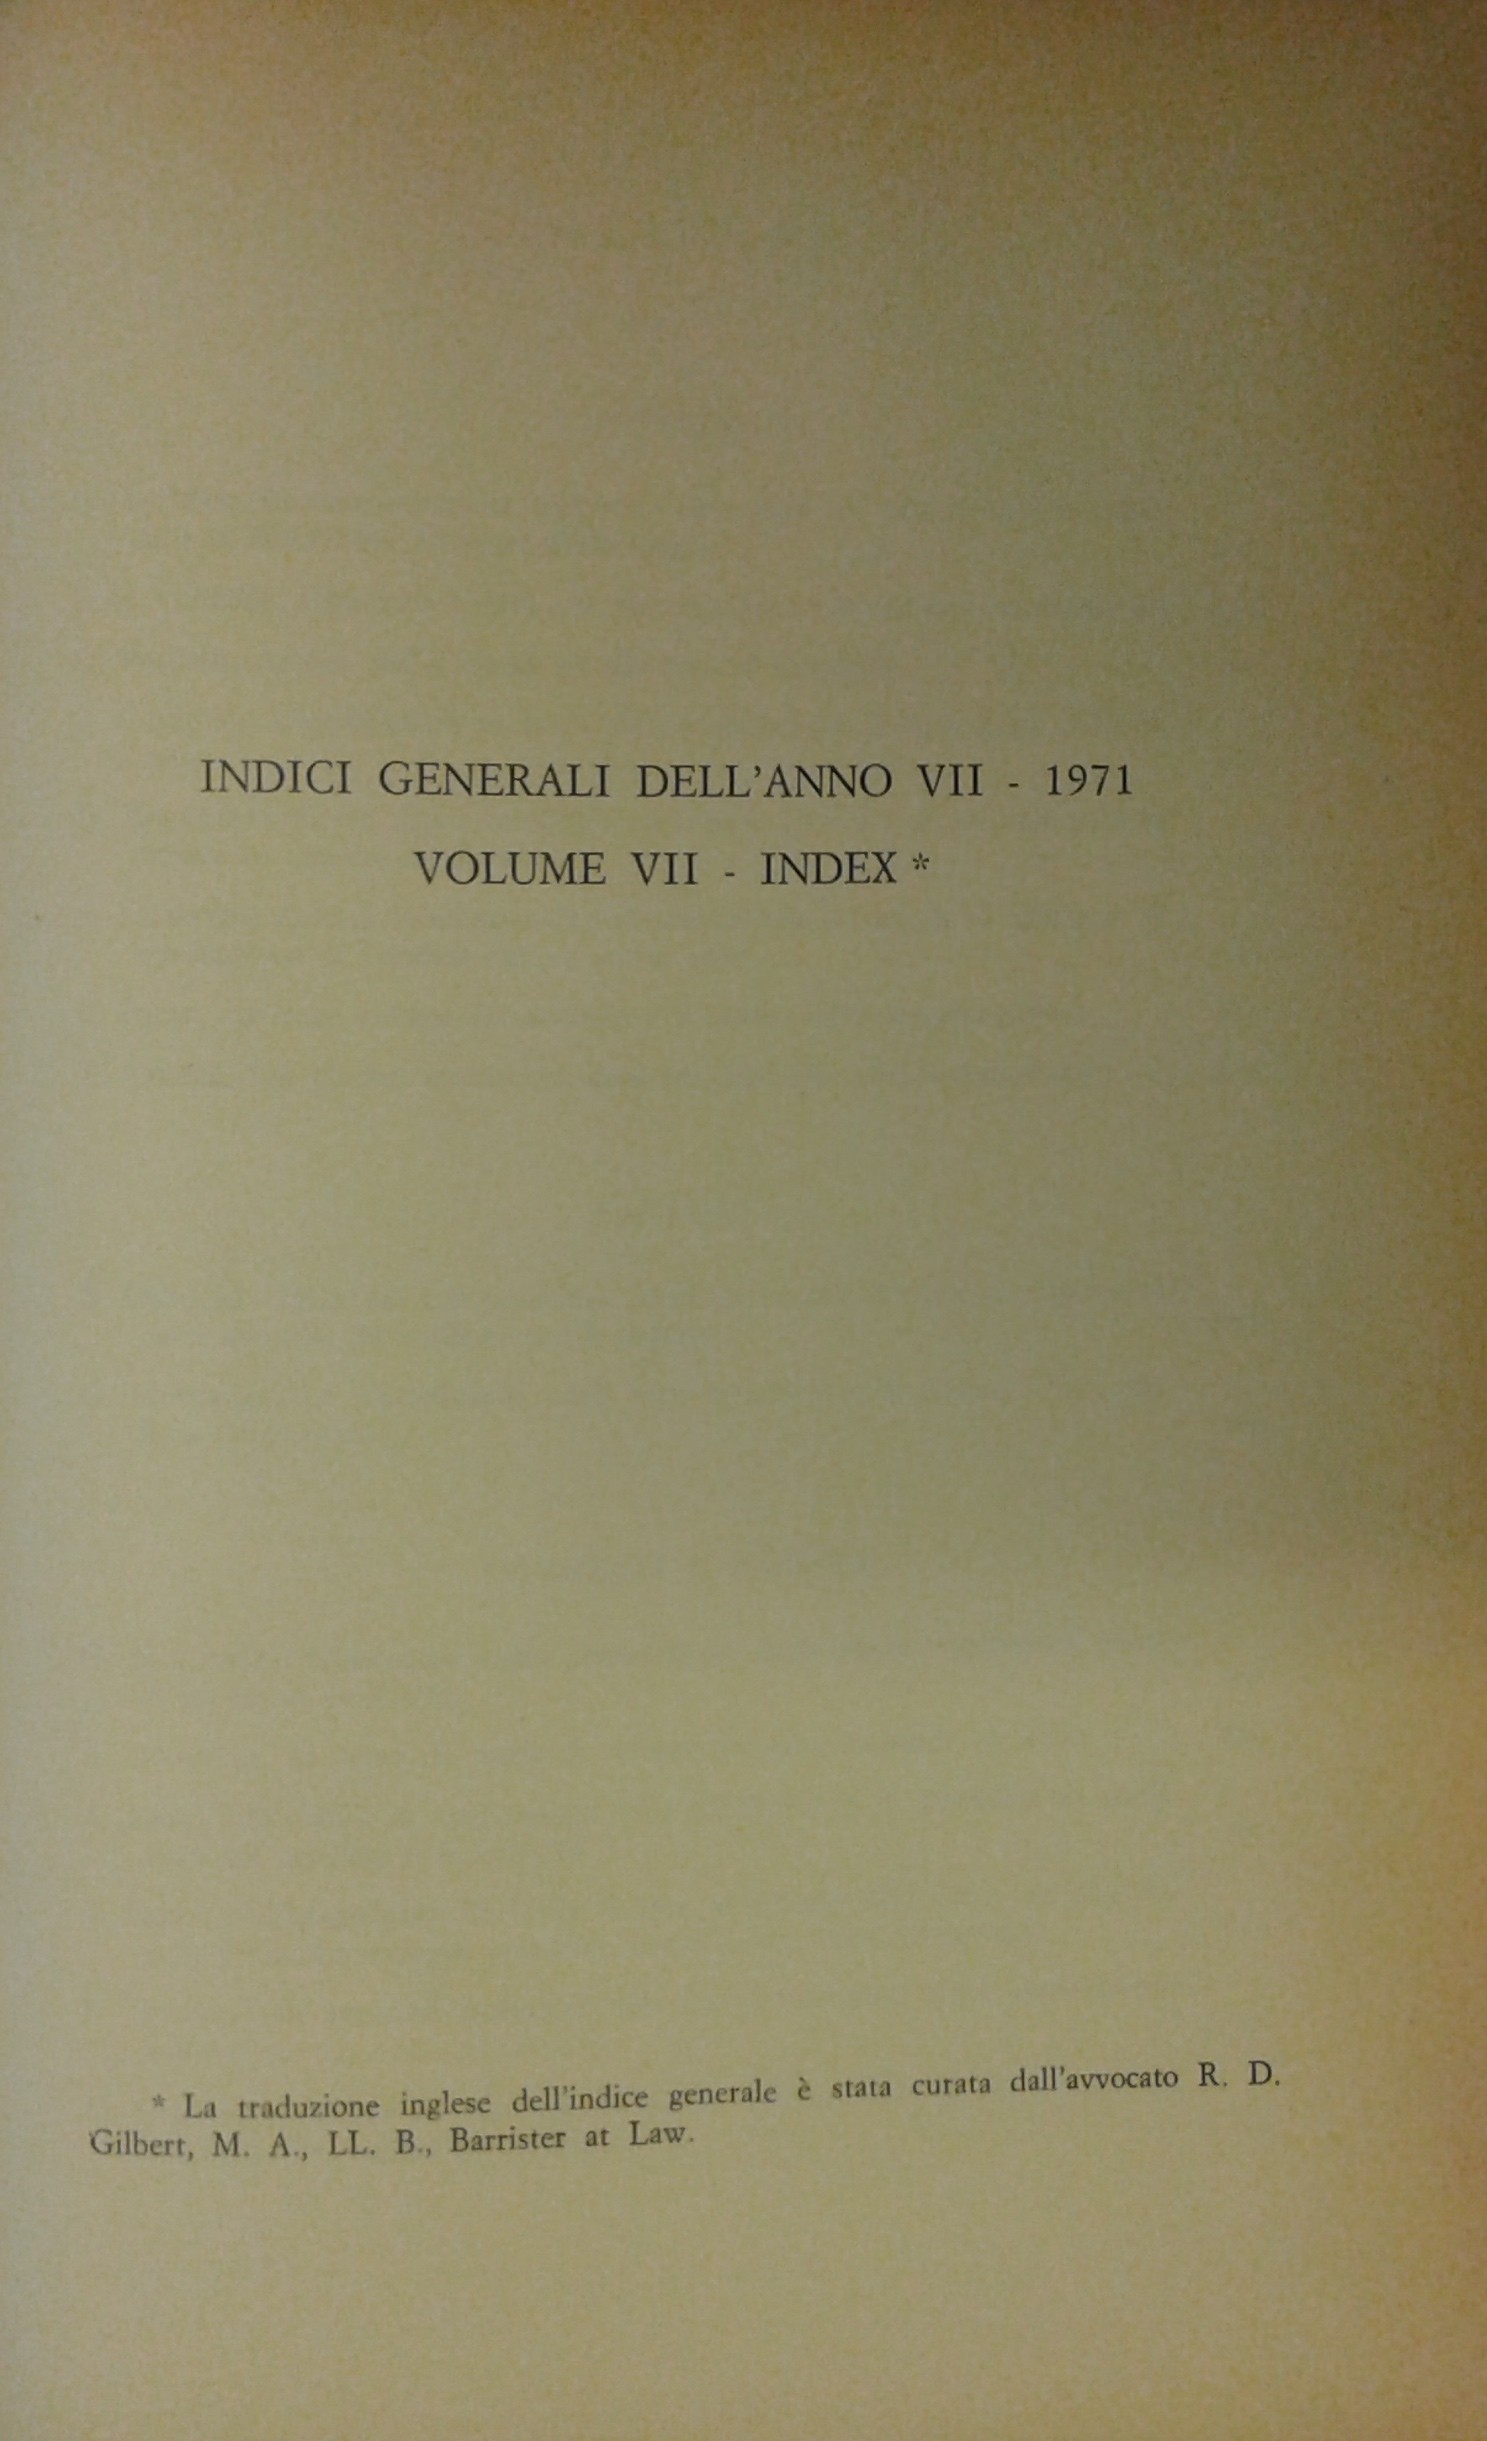 INDICI GENERALI DELL'ANNO VII - 1971
VOLUME VII - INDEX *
* La traduzione inglese dell'indice generale è stata curata dall'avvocato R. D.
Gilbert, M. A., LL. B., Barrister at Law.